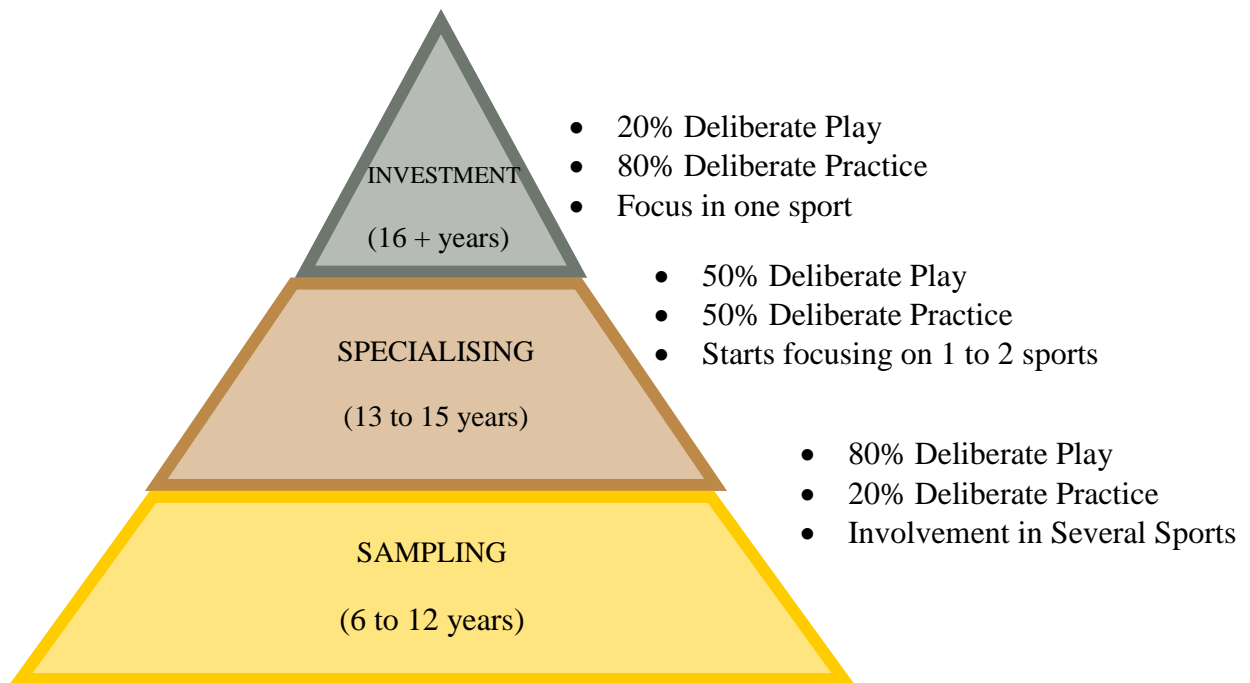 INVESTMENT
(16 + years)
• 20% Deliberate Play
• 80% Deliberate Practice
• Focus in one sport
SPECIALISING
(13 to 15 years)
• 50% Deliberate Play
• 50% Deliberate Practice
• Starts focusing on 1 to 2 sports
SAMPLING
(6 to 12 years)
• 80% Deliberate Play
• 20% Deliberate Practice
• Involvement in Several Sports